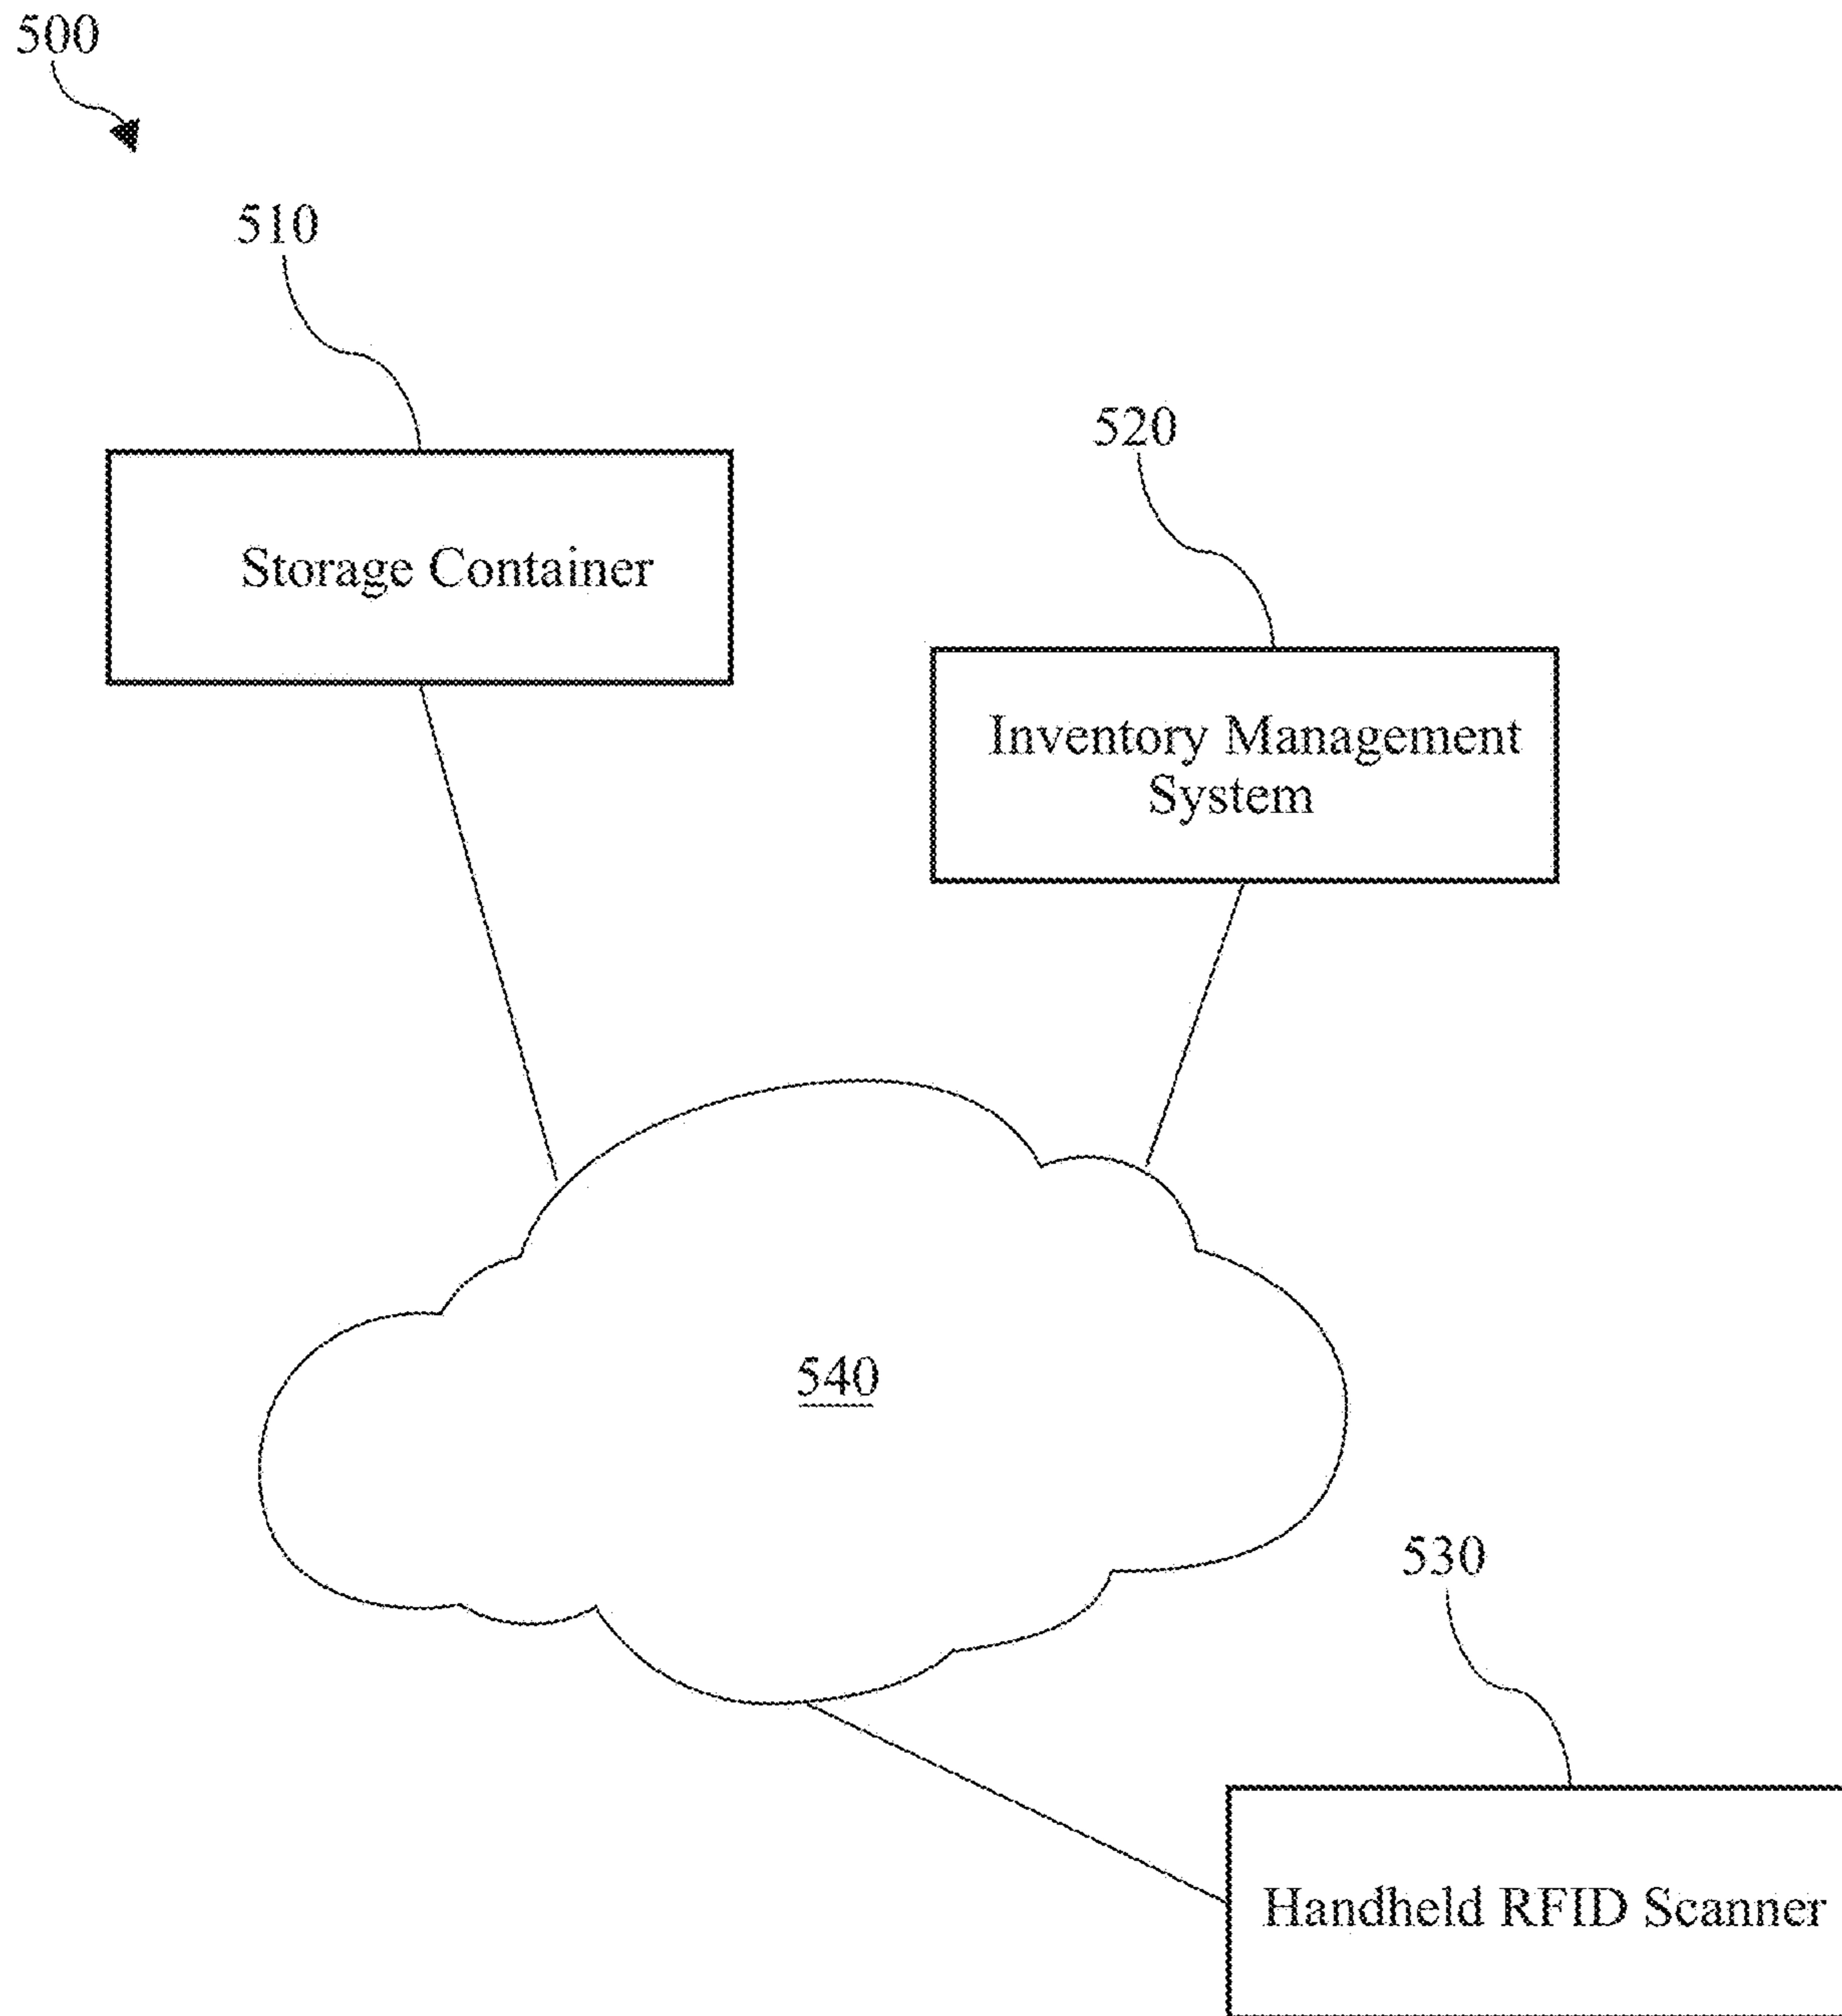 500
510
Storage Container
520
Inventory Management
System
540
530
Handheld RFID Scanner